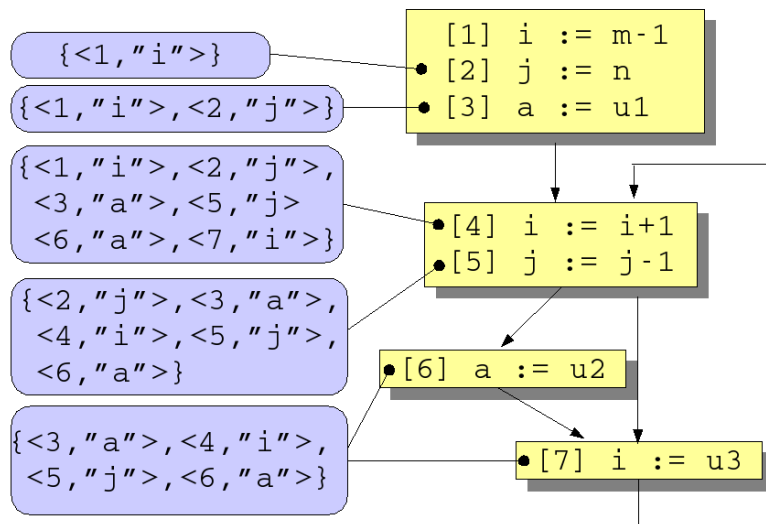 {<1,"i">}
{<1,"i">,<2,"j">}
{<1,"i">,<2,"j">,
<3,"a">,<5,"j>
<6,"a">,<7,"i">}
{<2,"j">,<3,"a">,
<4,"i">,<5,"j">,
<6,"a">}
{<3,"a">,<4,"i">,
<5,"j">,<6,"a">}
[1] i := m-1
[2] j := n
[3] a := u1
[4] i := i+1
[5] j := j-1
[6] a := u2
[7] i := u3